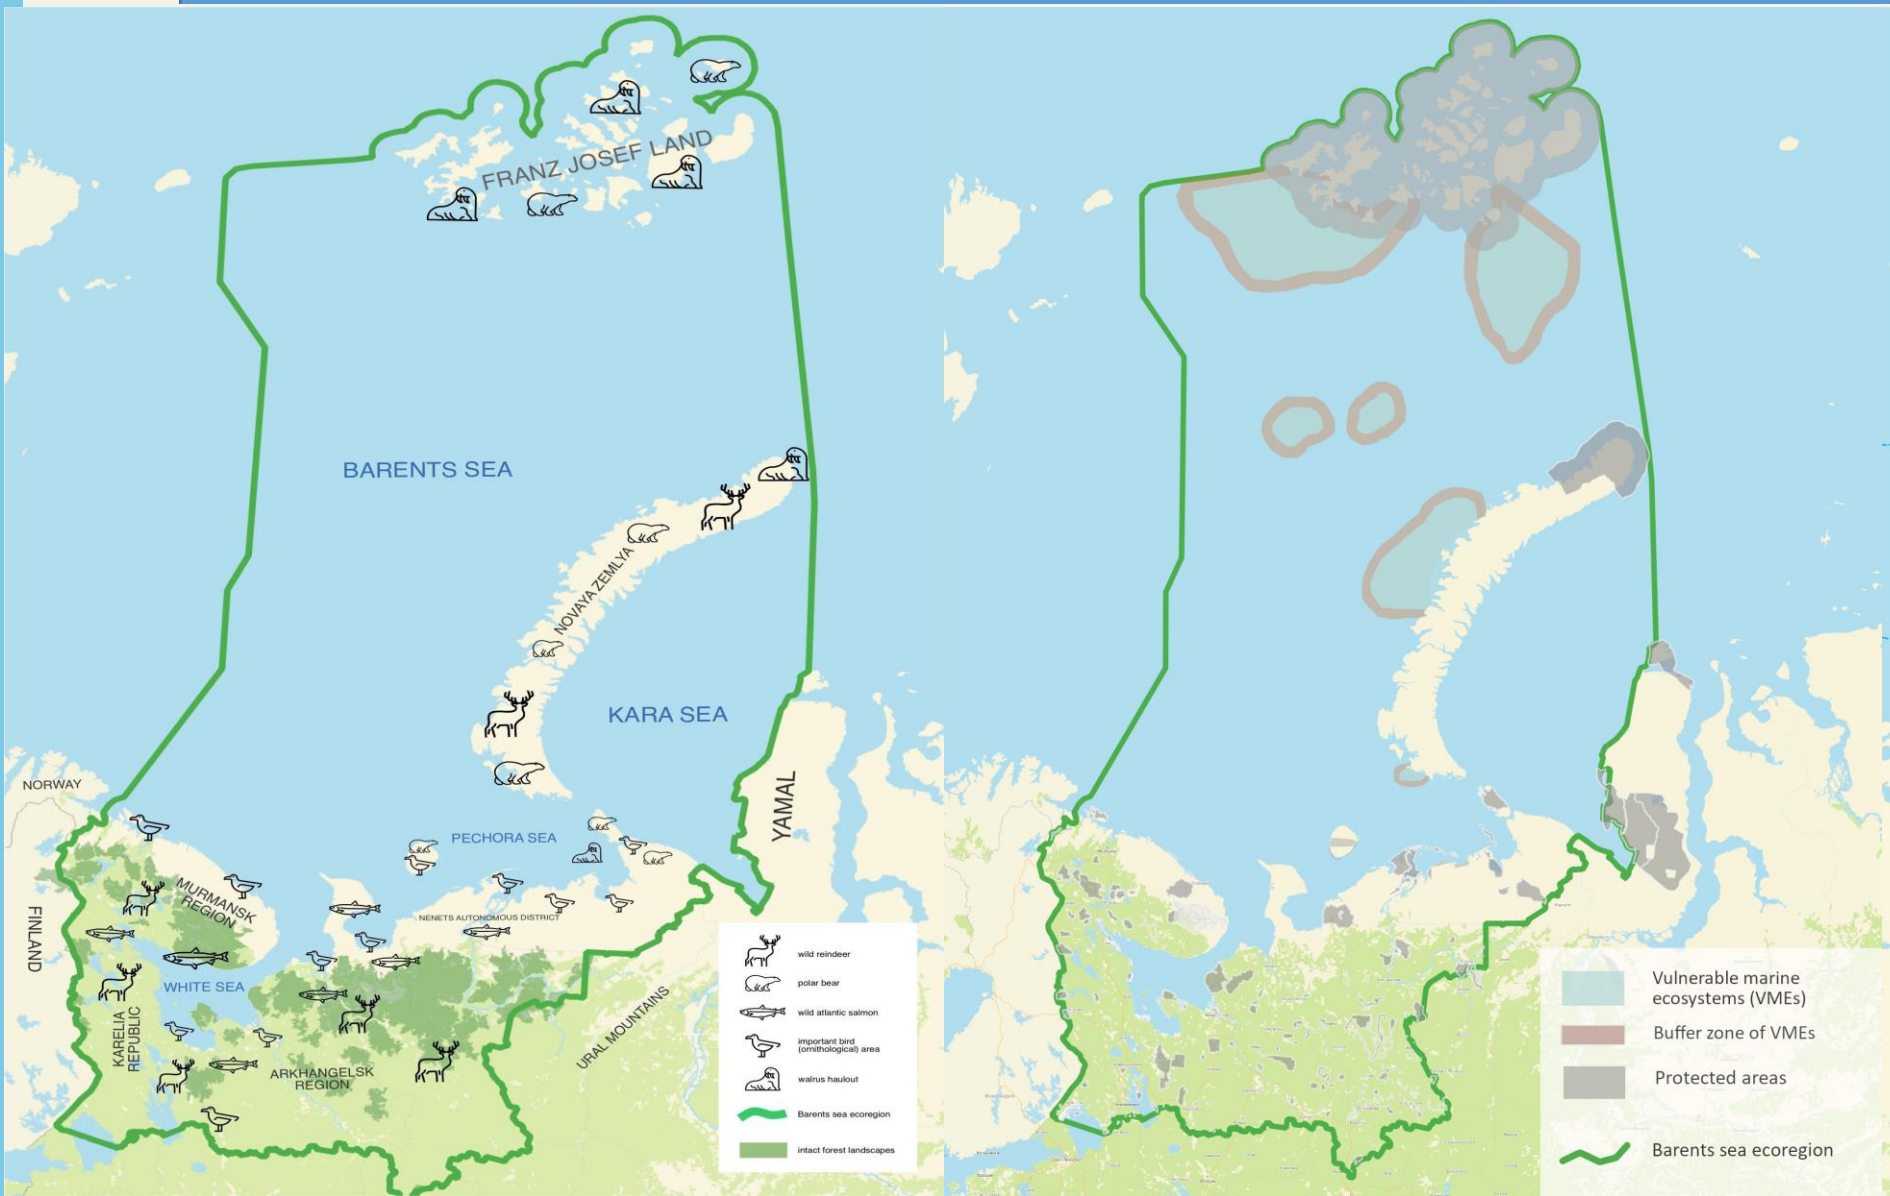 FRANZ JOSEF LAND
BARENTS SEA
NOVAYA ZEMLYA
KARA SEA
NORWAY
PECHORA SEA
YAMAL
MURMANSK
REGION
FINLAND
NENETS AUTONOMOUS DISTRICT
WHITE SEA
KARELIA
REPUBLIC
ARKHANGELSK
REGION
URAL MOUNTAINS
wild reindeer
polar bear
wild atlantic salmon
important bird
(ornithological) area
walrus haulout
Barents sea ecoregion
intact forest landscapes
Vulnerable marine
ecosystems (VMEs)
Buffer zone of VMEs
Protected areas
Barents sea ecoregion